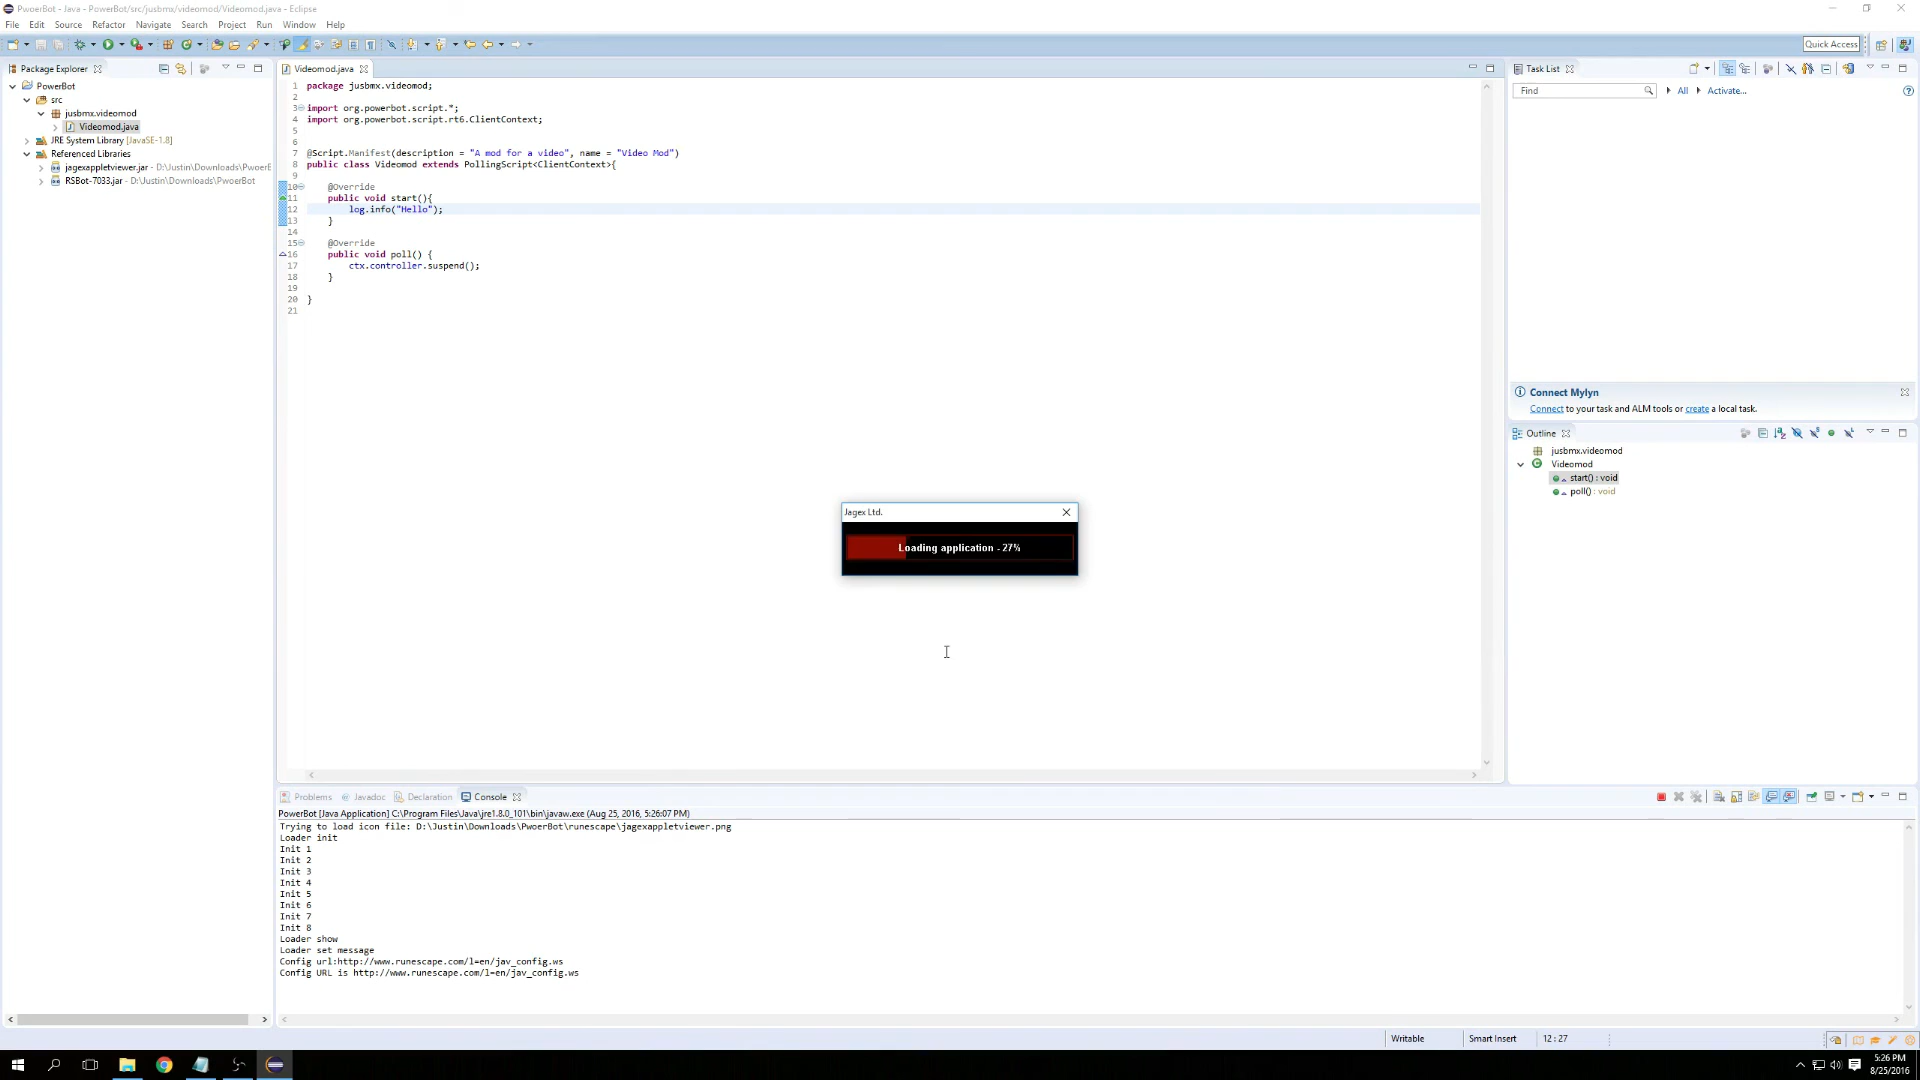 PwoerBot - Java - PowerBot/src/jusbmx/videomod/Videomod.java - Eclipse
File Edit Source Refactor Navigate Search Project Run Window Help
Quick Access
Package Explorer
PowerBot
src
jusbmx.videomod
Videomod.java
JRE System Library [JavaSE-1.8]
Referenced Libraries
jagexappletviewer.jar - D:\Justin\Downloads\PwoerB
RSBot-7033.jar - D:\Justin\Downloads\PwoerBot
Videomod.java
1 package jusbmx.videomod;
2
3 import org.powerbot.script.*;
4 import org.powerbot.script.rt6.ClientContext;
5
6
7 @Script.Manifest(description = "A mod for a video", name = "Video Mod")
8 public class Videomod extends PollingScript<ClientContext>{
9
10 @Override
11 public void start(){
12 log.info("Hello");
13 }
14
15 @Override
16 public void poll() {
17 ctx.controller.suspend();
18 }
19
20 }
21
Jagex Ltd.
Loading application - 27%
Task List
Find
All
Activate...
Connect Mylyn
Connect to your task and ALM tools or create a local task.
Outline
jusbmx.videomod
Videomod
start() : void
poll() : void
Problems Javadoc Declaration Console
PowerBot [Java Application] C:\Program Files\Java\jre1.8.0_101\bin\javaw.exe (Aug 25, 2016, 5:26:07 PM)
Trying to load icon file: D:\Justin\Downloads\PwoerBot\runescape\jagexappletviewer.png
Loader init
Init 1
Init 2
Init 3
Init 4
Init 5
Init 6
Init 7
Init 8
Loader show
Loader set message
Config url:http://www.runescape.com/l=en/jav_config.ws
Config URL is http://www.runescape.com/l=en/jav_config.ws
Writable
Smart Insert
12 : 27
5:26 PM
8/25/2016